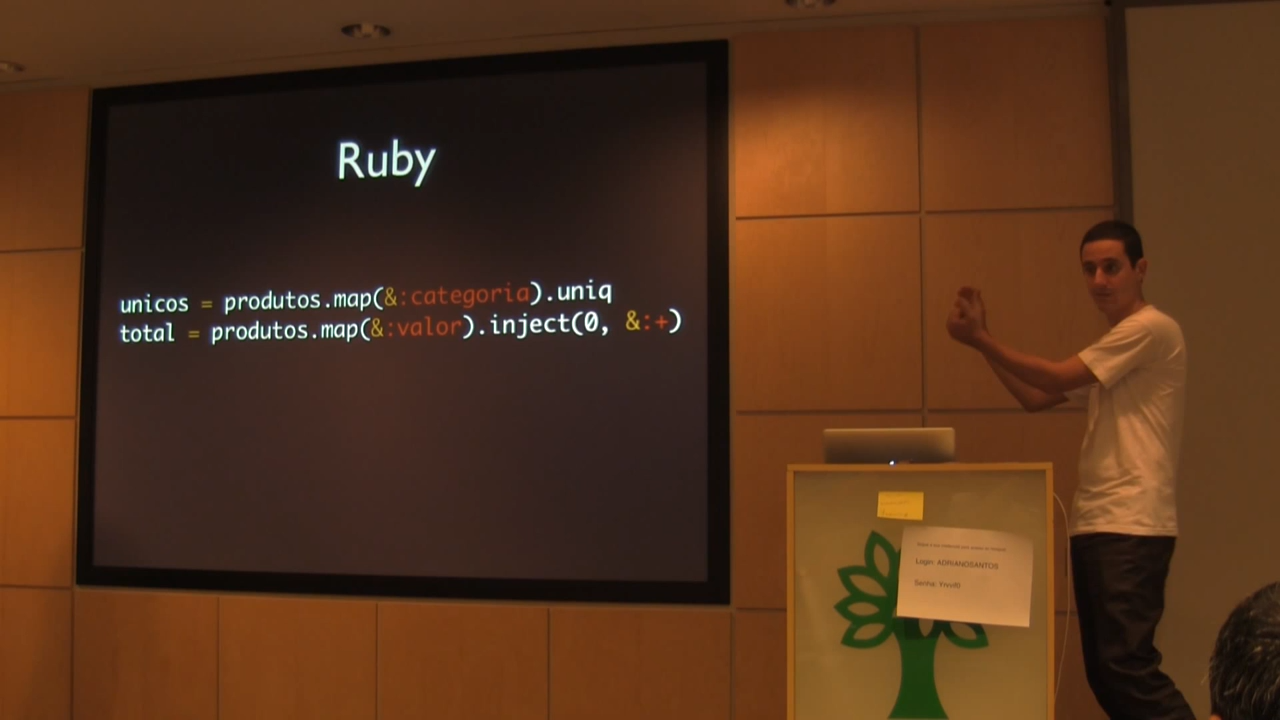 Ruby
unicos = produtos.map(&:categoria).uniq
total = produtos.map(&:valor).inject(0, &:+)
Login: ADRIANOSANTOS
Senha: